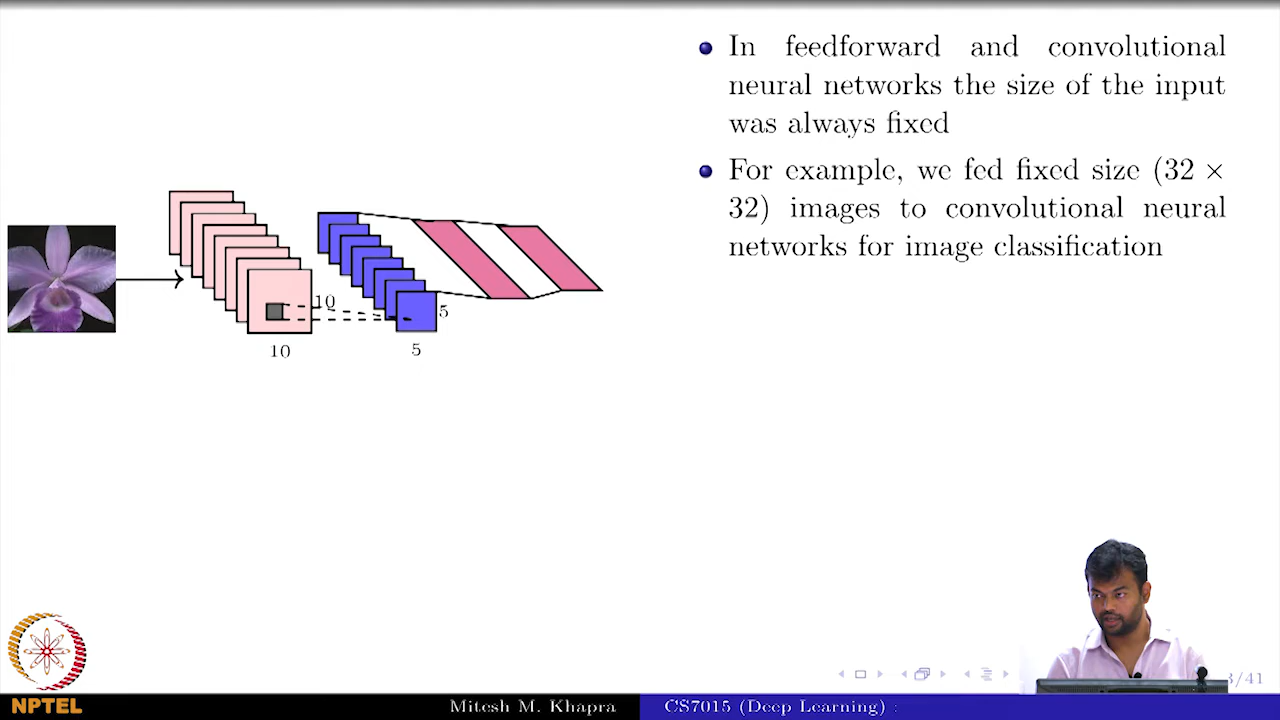 In feedforward and convolutional
neural networks the size of the input
was always fixed
For example, we fed fixed size (32 ×
32) images to convolutional neural
networks for image classification
10
5
10
5
/41
NPTEL
Mitesh M. Khapra
CS7015 (Deep Learning) :